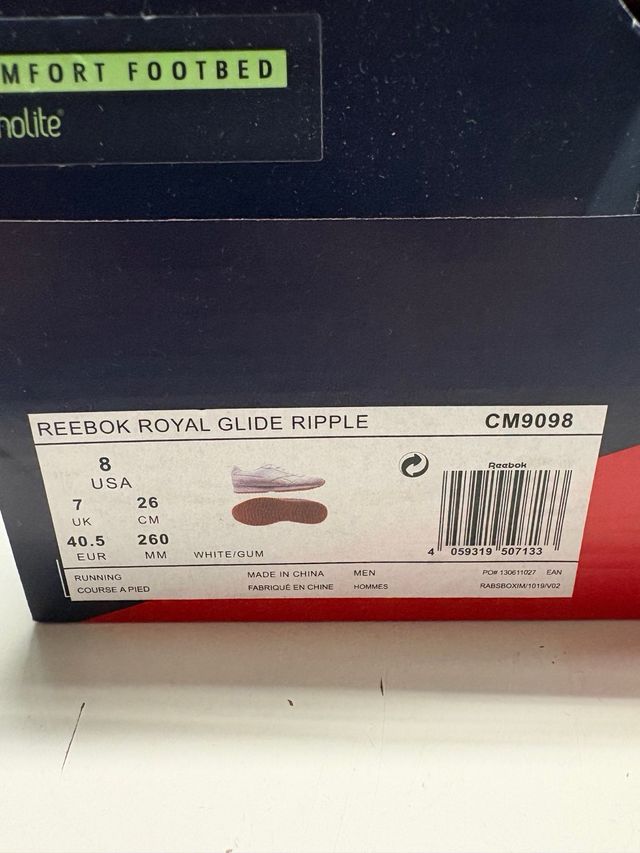 MFORT FOOTBED
nolite
REEBOK ROYAL GLIDE RIPPLE
CM9098
8
USA
7
UK
26
CM
40.5
EUR
260
MM
WHITE/GUM
Reebok
4 059319 507133
RUNNING
COURSE A PIED
MADE IN CHINA
FABRIQUÉ EN CHINE
MEN
HOMMES
PO# 130611027 EAN
RABSBOXIM/1019/V02